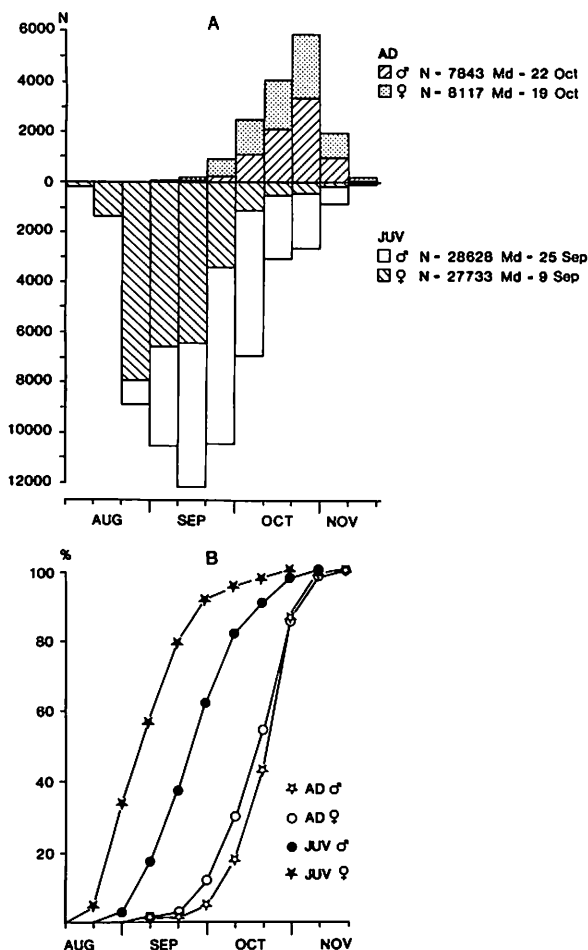 N
A
6000
4000
2000
0
2000
4000
6000
8000
10000
12000
AUG SEP OCT NOV
AD
♂ N - 7843 Md - 22 Oct
♀ N - 8117 Md - 19 Oct
JUV
♂ N - 28628 Md - 25 Sep
♀ N - 27733 Md - 9 Sep
%
B
100
80
60
40
20
AD ♂
AD ♀
JUV ♂
JUV ♀
AUG SEP OCT NOV